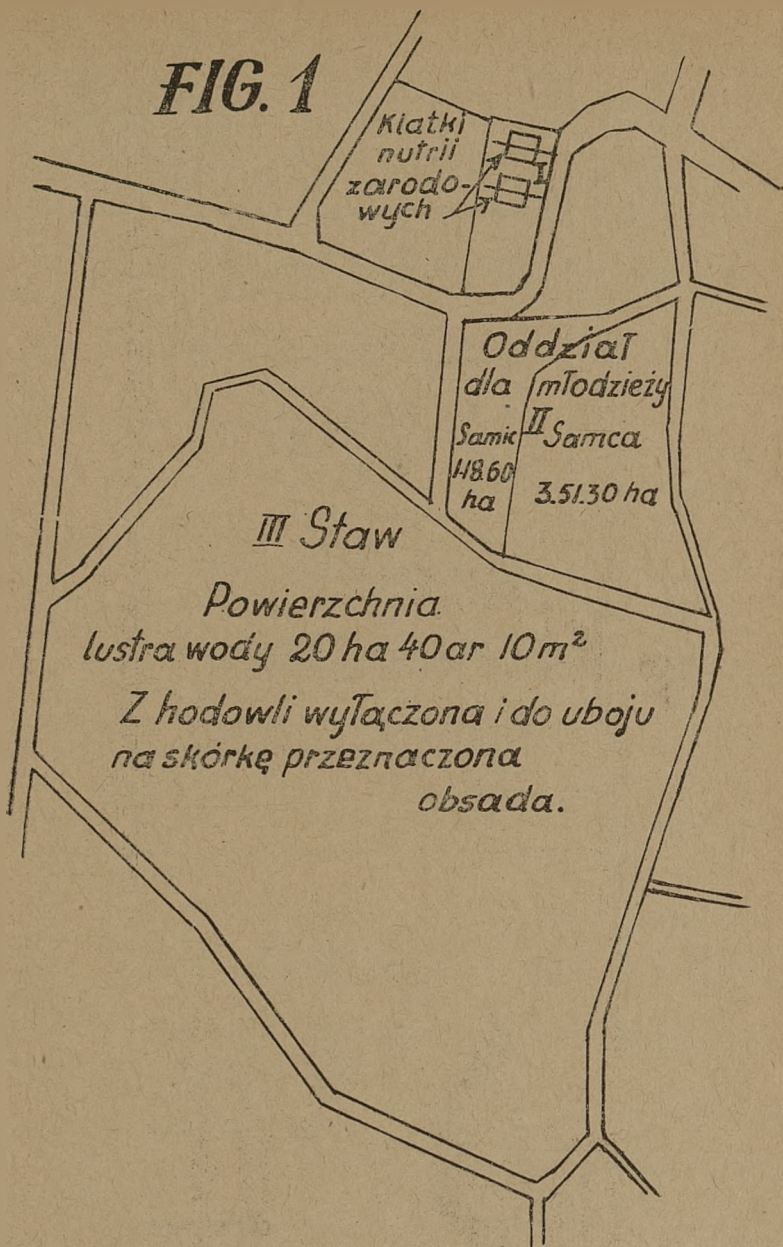 FIG. 1
Klatki
nutrii
zarodo-
wych
I
Oddział
dla młodzieży
II
Samic Samca
1.48.60
ha
3.51.30 ha
III Staw
Powierzchnia
lustra wody 20 ha 40 ar 10 m²
Z hodowli wyłączona i do uboju
na skórkę przeznaczona
obsada.